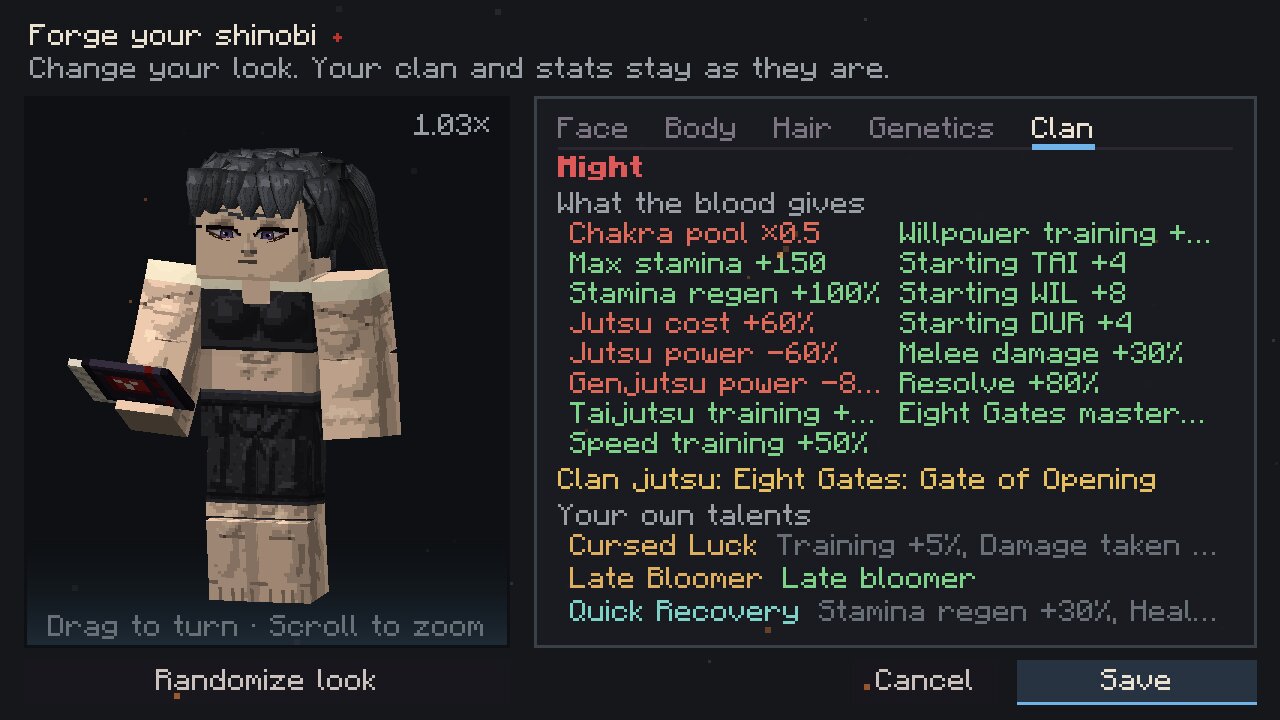 Forge your shinobi
Change your look. Your clan and stats stay as they are.
1.03×
Drag to turn · Scroll to zoom
Randomize look
Face Body Hair Genetics Clan
Might
What the blood gives
Chakra pool ×0.5
Max stamina +150
Stamina regen +100%
Jutsu cost +60%
Jutsu power -60%
Genjutsu power -8...
Taijutsu training +...
Speed training +50%
Willpower training +...
Starting TAI +4
Starting WIL +8
Starting DUR +4
Melee damage +30%
Resolve +80%
Eight Gates master...
Clan jutsu: Eight Gates: Gate of Opening
Your own talents
Cursed Luck Training +5%, Damage taken ...
Late Bloomer Late bloomer
Quick Recovery Stamina regen +30%, Heal...
Cancel
Save